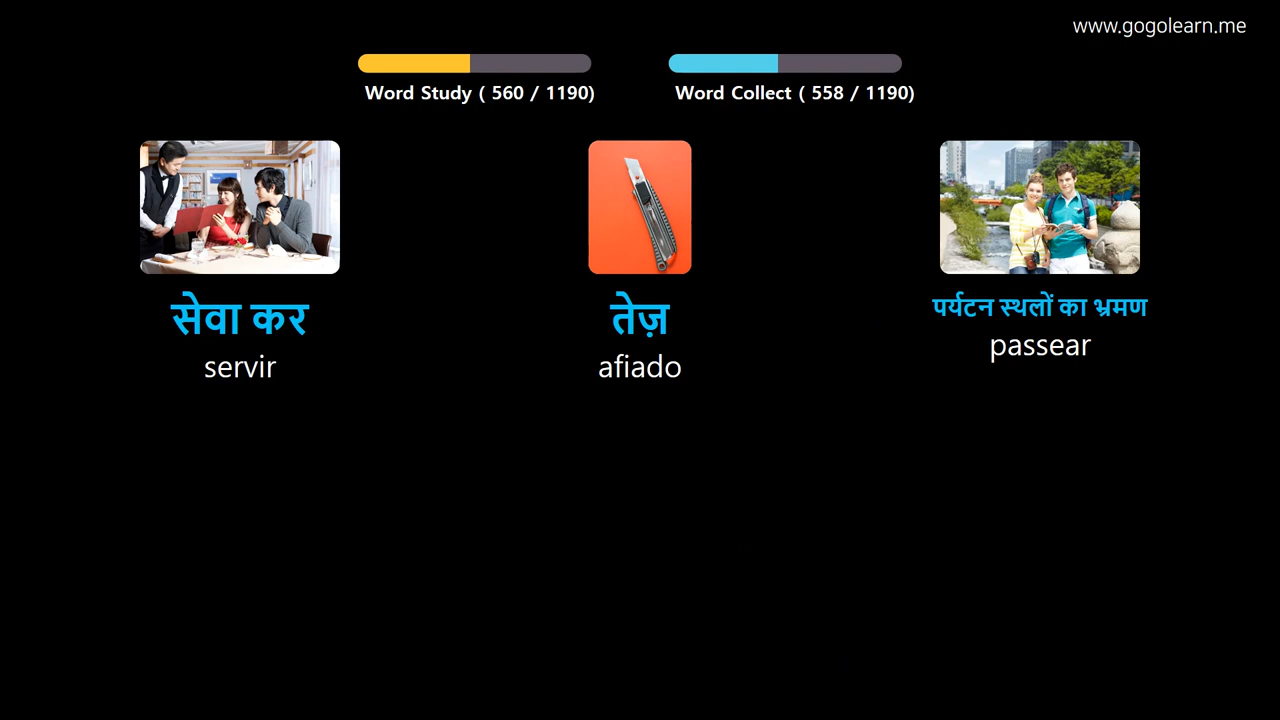 www.gogolearn.me
Word Study ( 560 / 1190)
Word Collect ( 558 / 1190)
सेवा कर
servir
तेज़
afiado
पर्यटन स्थलों का भ्रमण
passear